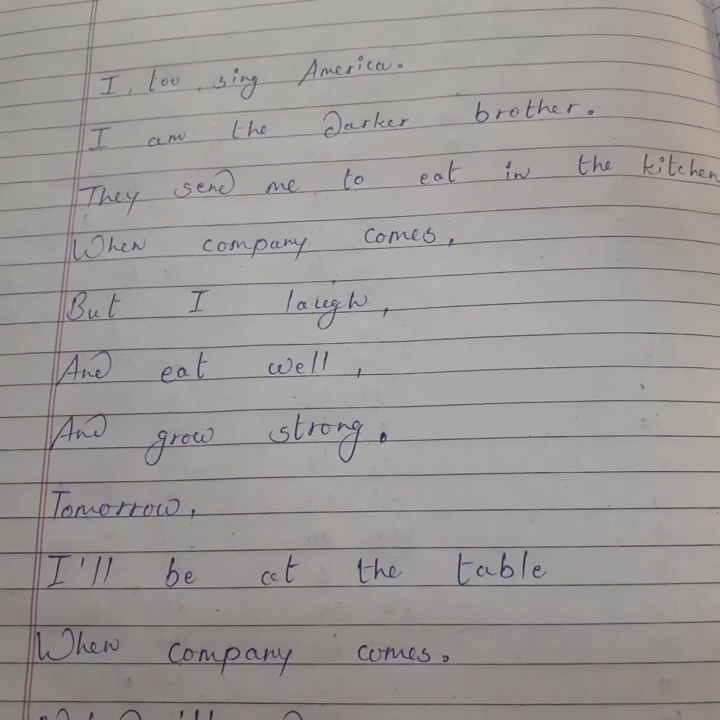 I, too, sing America.
I am the darker brother.
They send me to eat in the kitchen
When company comes,
But I laugh,
And eat well,
And grow strong.
Tomorrow,
I'll be at the table
When company comes.